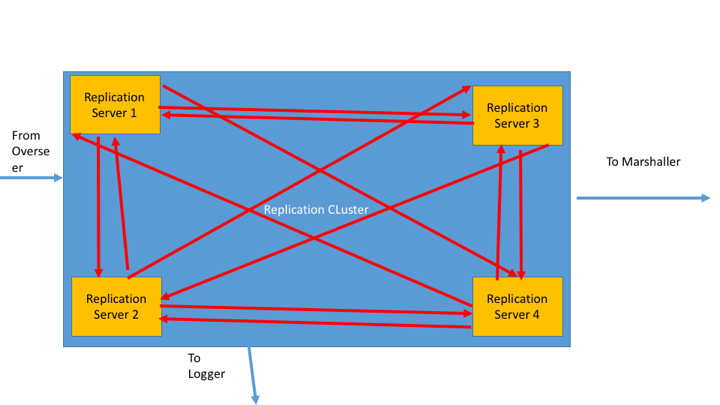 Replication
Server 1
Replication
Server 3
From
Overse
er
To Marshaller
Replication CLuster
Replication
Server 2
Replication
Server 4
To
Logger